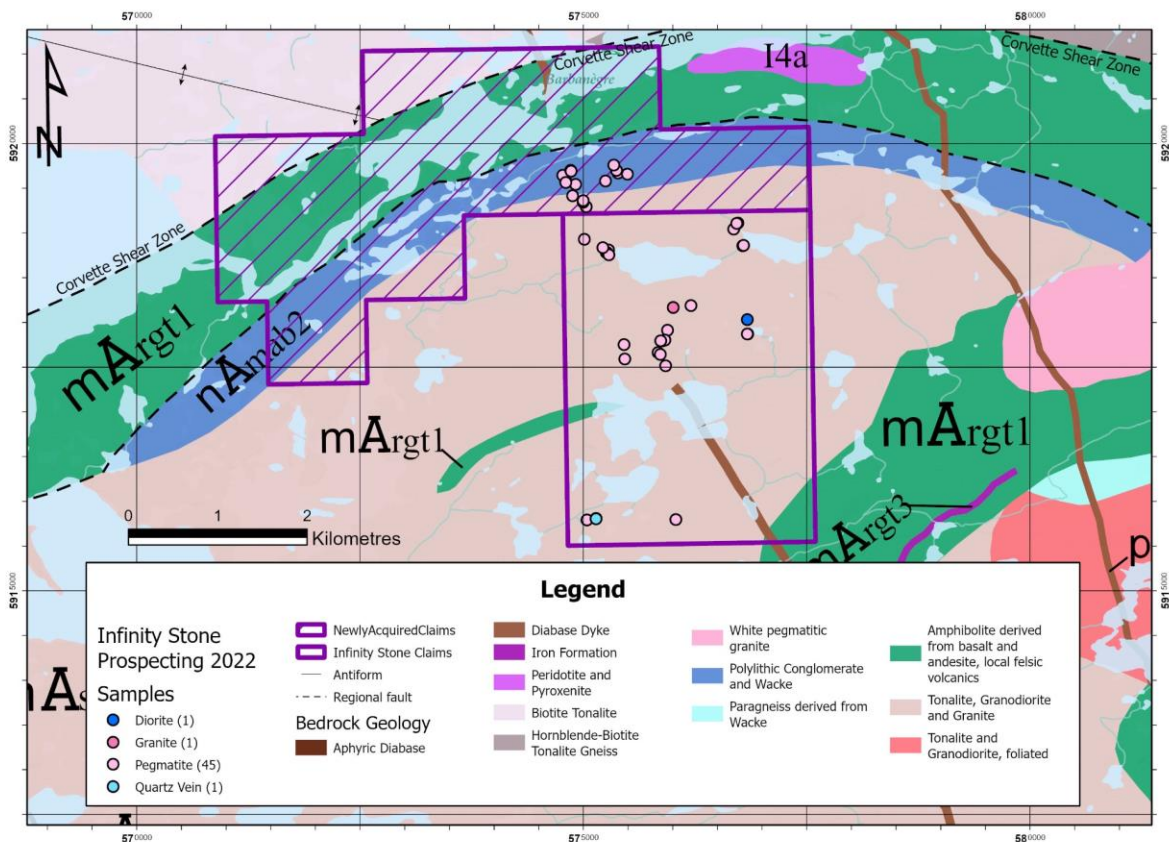 570000
575000
580000
Corvette Shear Zone
Corvette Shear Zone
I4a
Barbanègre
N
5920000
5920000
Corvette Shear Zone
mArgt1
nAmab2
mArgt1
mArgt1
mArgt3
p
0 1 2
Kilometres
5915000
5915000
Legend
Infinity Stone
Prospecting 2022
Samples
Diorite (1)
Granite (1)
Pegmatite (45)
Quartz Vein (1)
NewlyAcquiredClaims
Infinity Stone Claims
Antiform
Regional fault
Bedrock Geology
Aphyric Diabase
Diabase Dyke
Iron Formation
Peridotite and
Pyroxenite
Biotite Tonalite
Hornblende-Biotite
Tonalite Gneiss
White pegmatitic
granite
Polylithic Conglomerate
and Wacke
Paragneiss derived from
Wacke
Amphibolite derived
from basalt and
andesite, local felsic
volcanics
Tonalite, Granodiorite
and Granite
Tonalite and
Granodiorite, foliated
570000
575000
580000